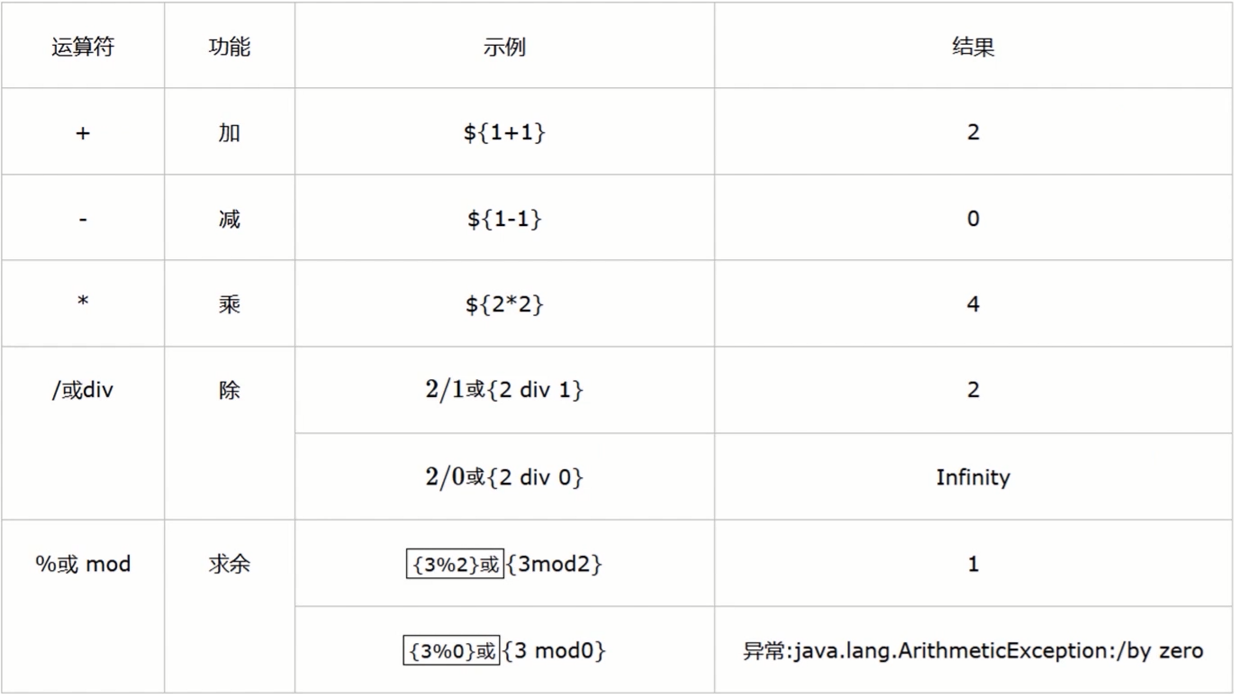 运算符 功能 示例 结果
+ 加 ${1+1} 2
- 减 ${1-1} 0
* 乘 ${2*2} 4
/或div 除 2/1或{2 div 1} 2
2/0或{2 div 0} Infinity
%或 mod 求余 {3%2}或{3mod2} 1
{3%0}或{3 mod0} 异常:java.lang.ArithmeticException:/by zero